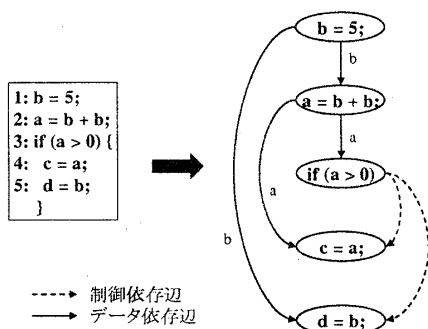 1: b = 5;
2: a = b + b;
3: if (a > 0) {
4: c = a;
5: d = b;
}
b = 5;
b
a = b + b;
a
if (a > 0)
a
c = a;
b
d = b;
制御依存辺
データ依存辺